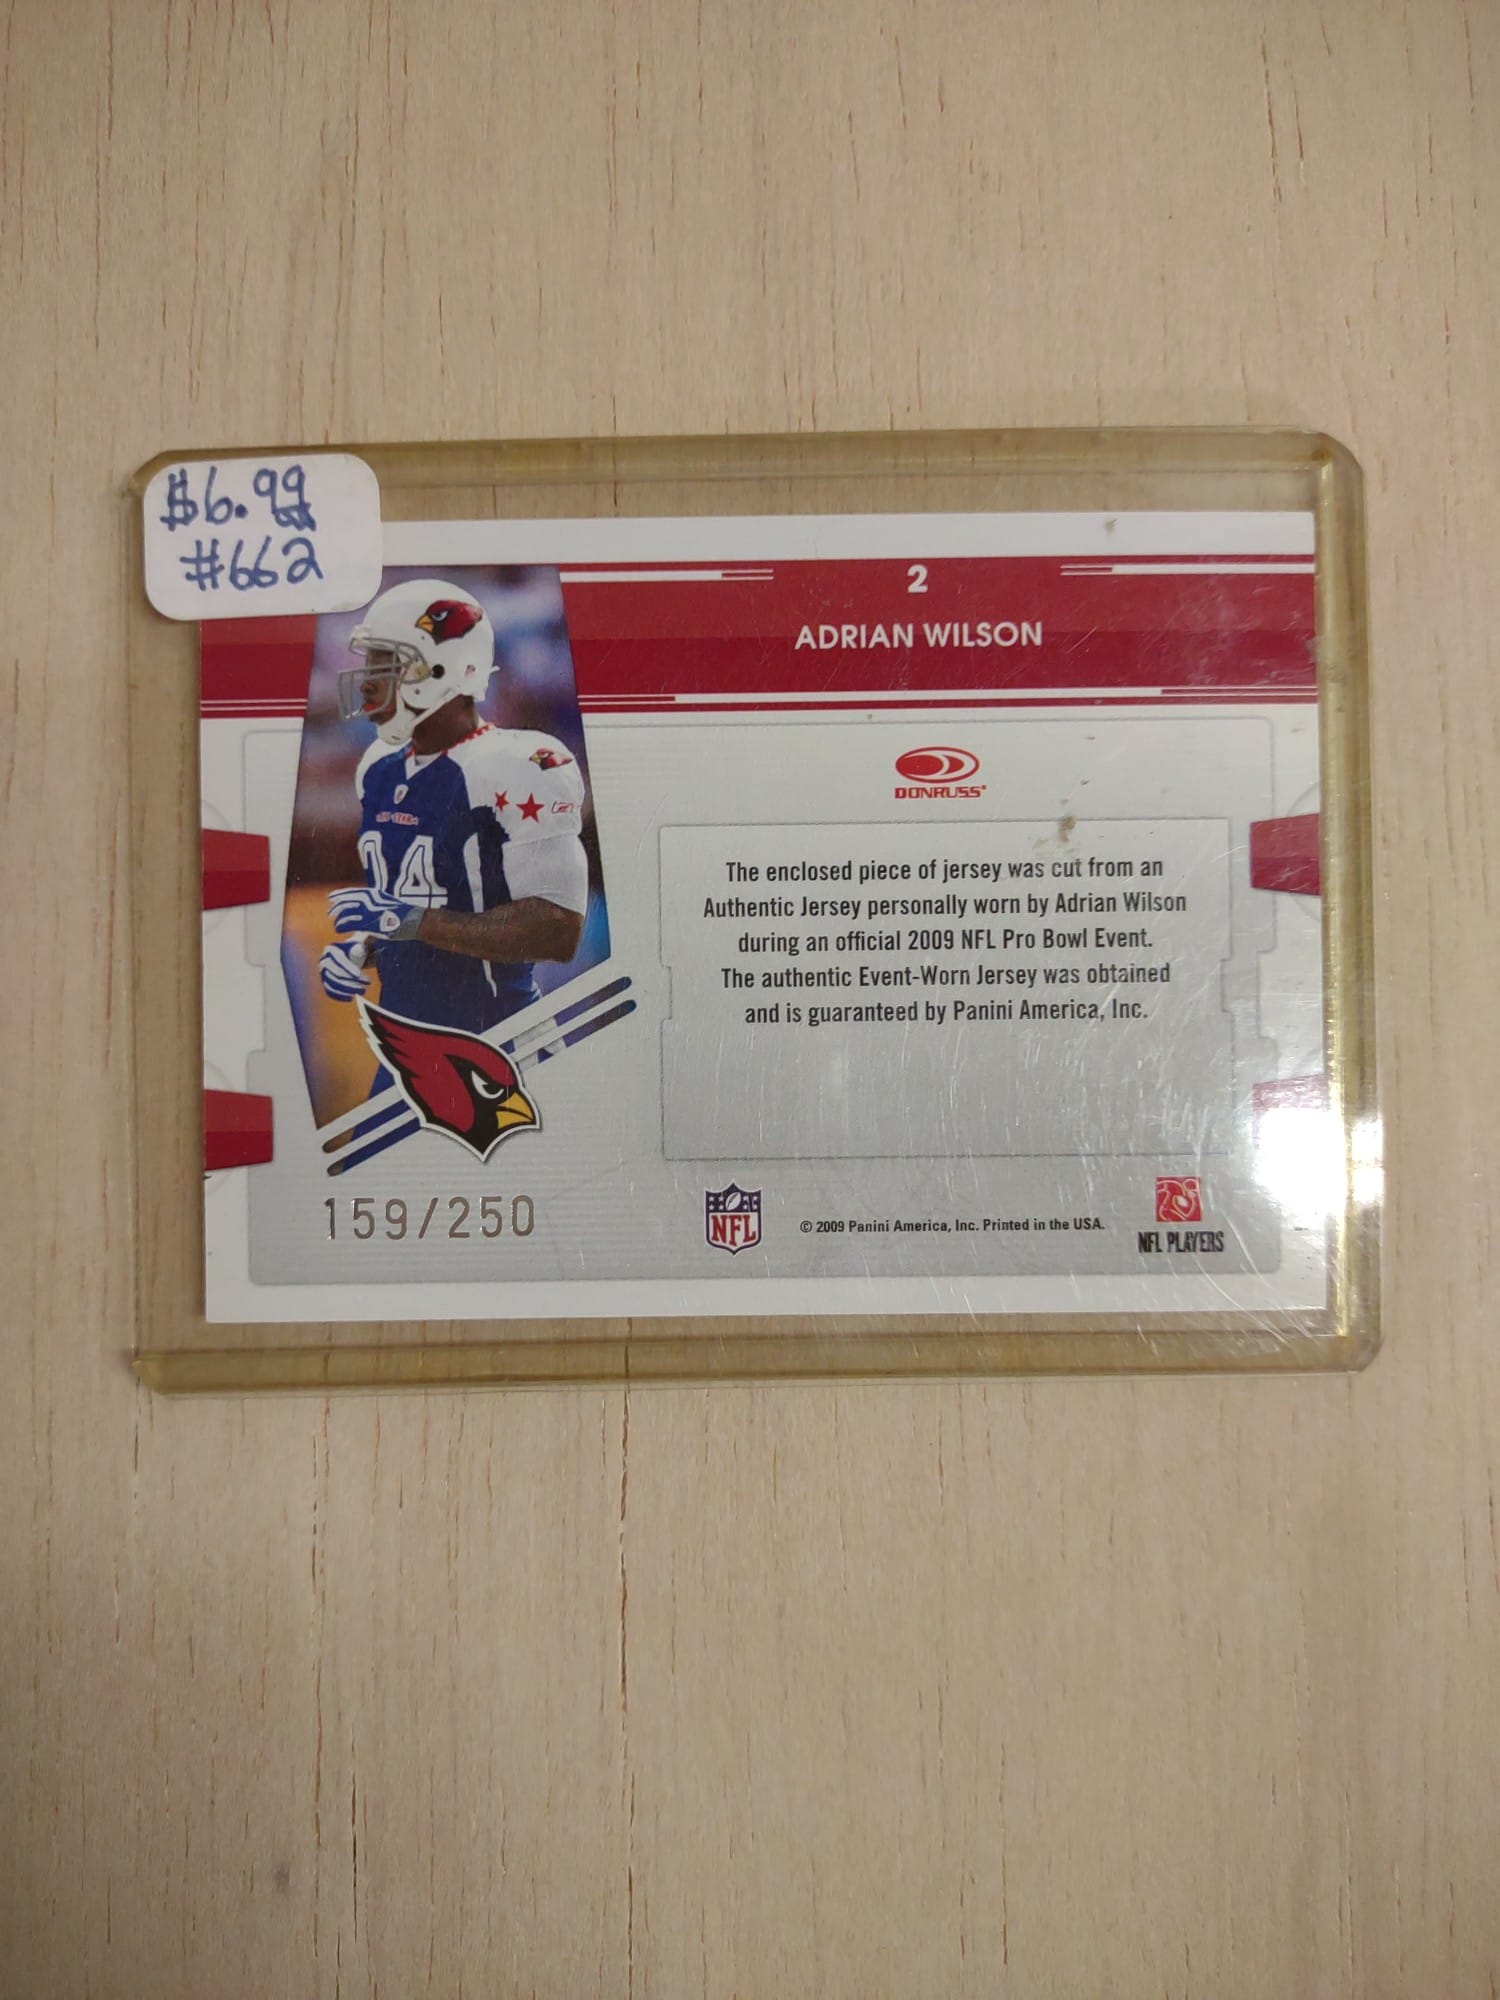 $6.99
#662
2
ADRIAN WILSON
DONRUSS
The enclosed piece of jersey was cut from an
Authentic Jersey personally worn by Adrian Wilson
during an official 2009 NFL Pro Bowl Event.
The authentic Event-Worn Jersey was obtained
and is guaranteed by Panini America, Inc.
24
159/250
NFL
© 2009 Panini America, Inc. Printed in the USA.
NFL PLAYERS